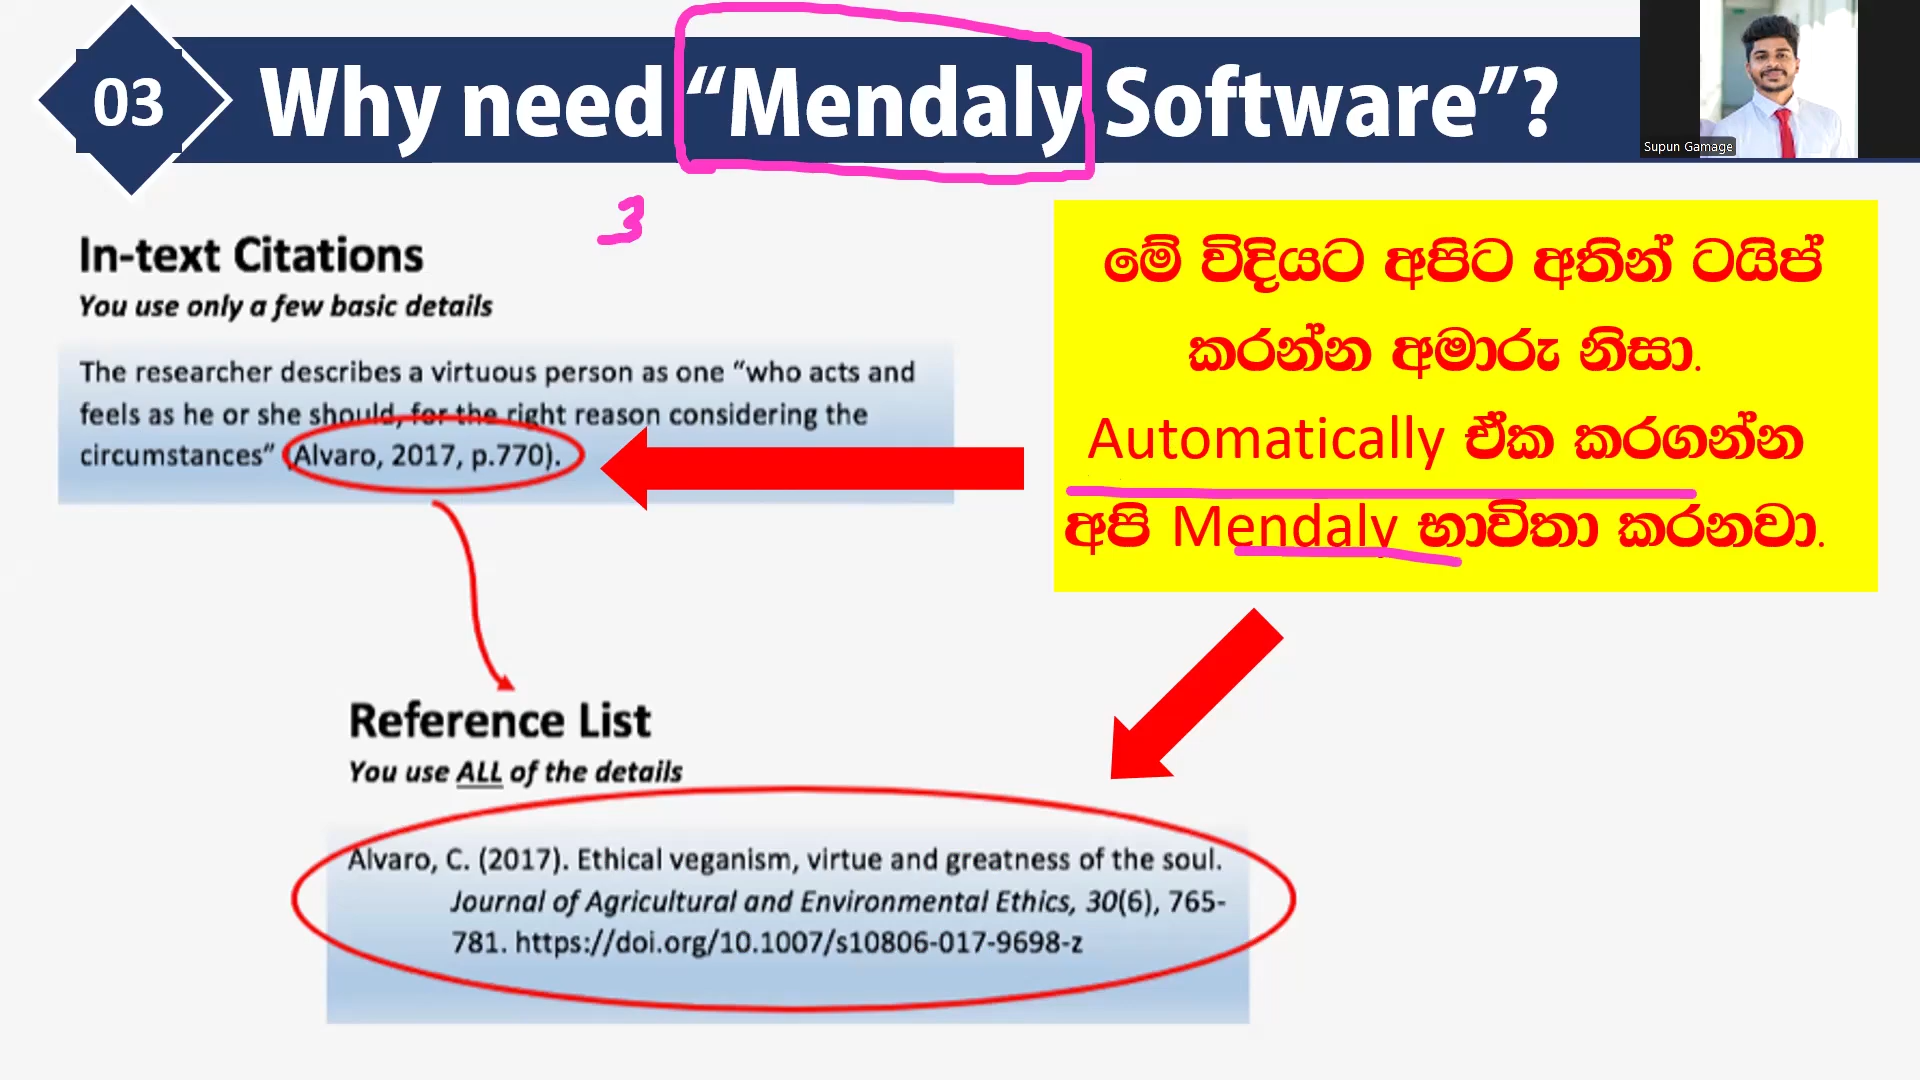 03
Why need “Mendaly Software”?
Supun Gamage
3
In-text Citations
You use only a few basic details
The researcher describes a virtuous person as one “who acts and
feels as he or she should, for the right reason considering the
circumstances” (Alvaro, 2017, p.770).
මේ විදියට අපිට අතින් ටයිප්
කරන්න අමාරු නිසා.
Automatically ඒක කරගන්න
අපි Mendaly භාවිතා කරනවා.
Reference List
You use ALL of the details
Alvaro, C. (2017). Ethical veganism, virtue and greatness of the soul.
Journal of Agricultural and Environmental Ethics, 30(6), 765-
781. https://doi.org/10.1007/s10806-017-9698-z